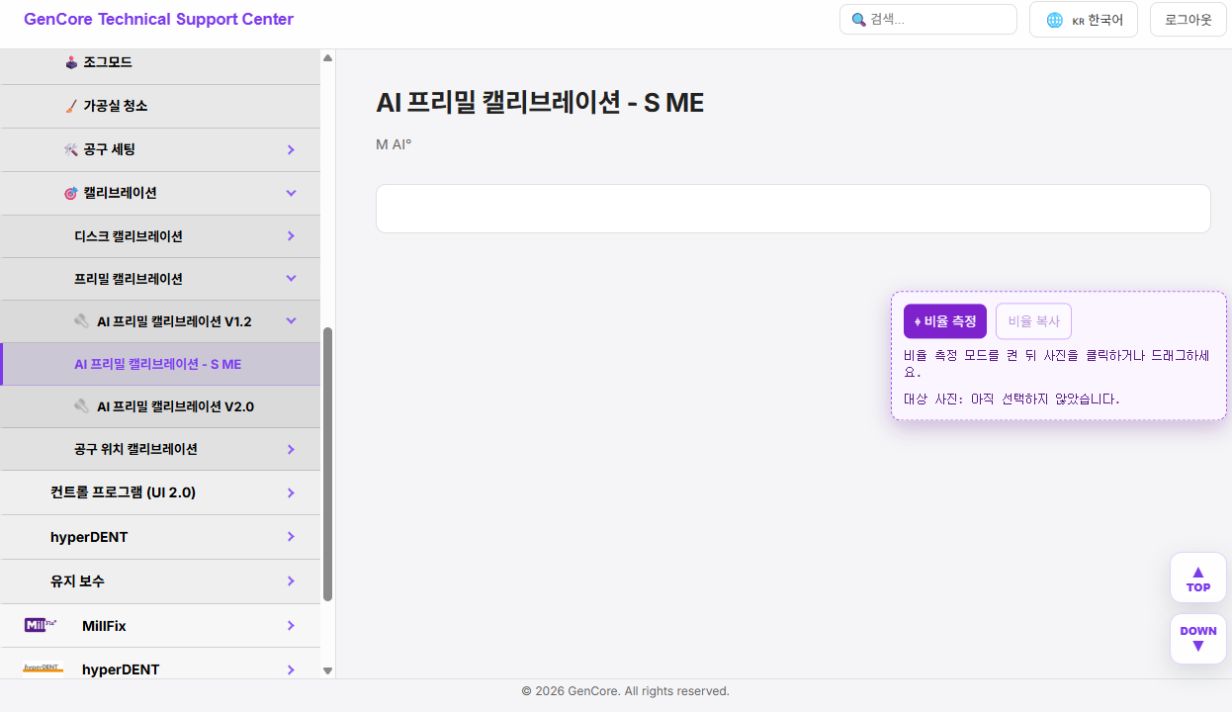 GenCore Technical Support Center
검색...
KR 한국어
로그아웃
조그모드
가공실 청소
공구 세팅
캘리브레이션
디스크 캘리브레이션
프리밀 캘리브레이션
AI 프리밀 캘리브레이션 V1.2
AI 프리밀 캘리브레이션 - S ME
AI 프리밀 캘리브레이션 V2.0
공구 위치 캘리브레이션
컨트롤 프로그램 (UI 2.0)
hyperDENT
유지 보수
MillFix
hyperDENT
AI 프리밀 캘리브레이션 - S ME
M AI°
비율 측정
비율 복사
비율 측정 모드를 켠 뒤 사진을 클릭하거나 드래그하세
요.
대상 사진: 아직 선택하지 않았습니다.
▲
TOP
DOWN
▼
© 2026 GenCore. All rights reserved.